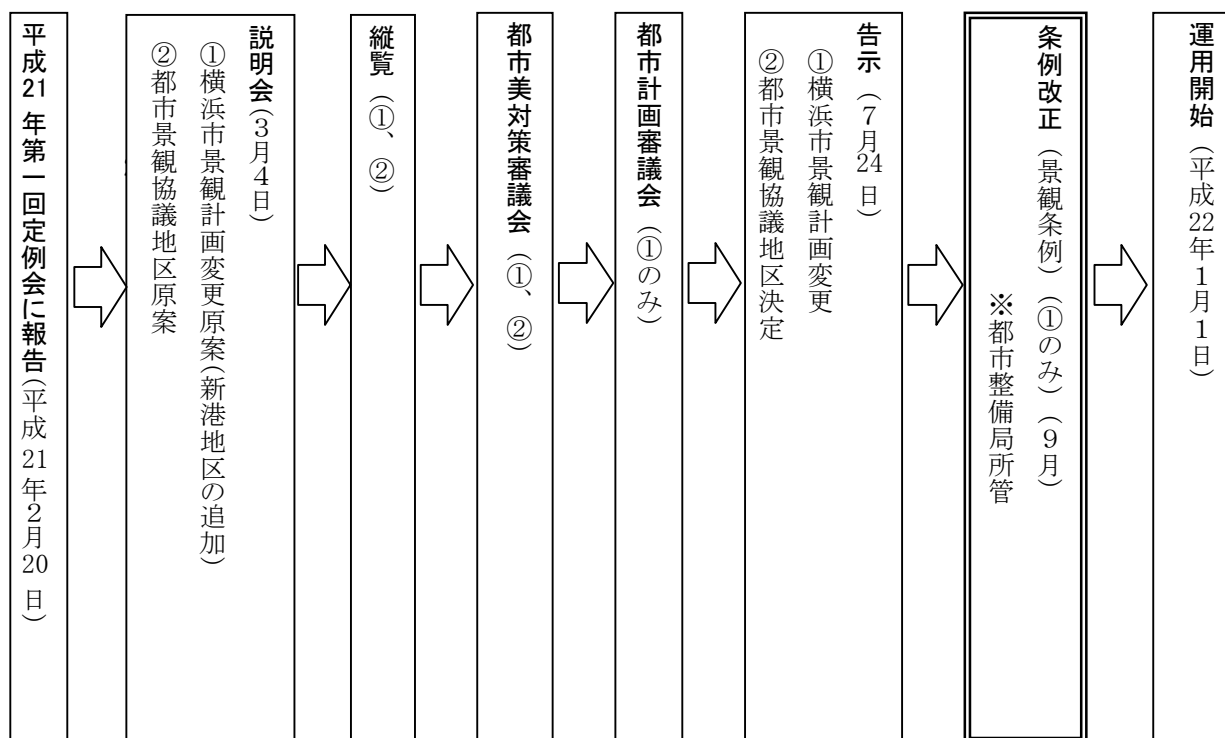 平成21年第一回定例会に報告(平成21年2月20日)
説明会(3月4日)
①横浜市景観計画変更原案(新港地区の追加)
②都市景観協議地区原案
縦覧(①、②)
都市美対策審議会(①、②)
都市計画審議会(①のみ)
告示(7月24日)
①横浜市景観計画変更
②都市景観協議地区決定
条例改正(景観条例)(①のみ)(9月)
※都市整備局所管
運用開始(平成22年1月1日)